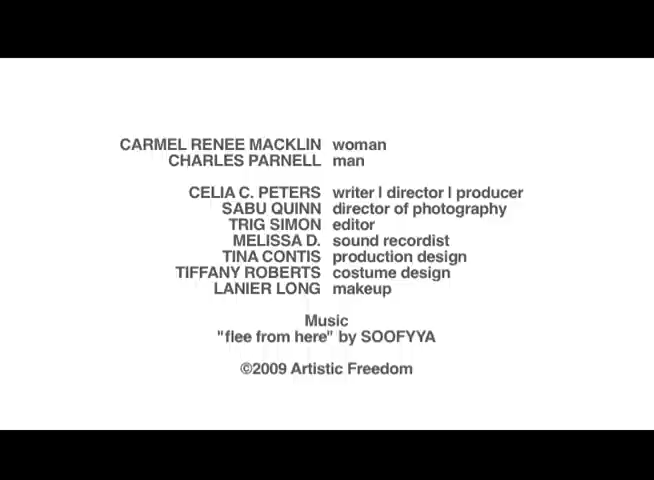 CARMEL RENEE MACKLIN woman
CHARLES PARNELL man
CELIA C. PETERS writer | director | producer
SABU QUINN director of photography
TRIG SIMON editor
MELISSA D. sound recordist
TINA CONTIS production design
TIFFANY ROBERTS costume design
LANIER LONG makeup
Music
"flee from here" by SOOFYYA
©2009 Artistic Freedom